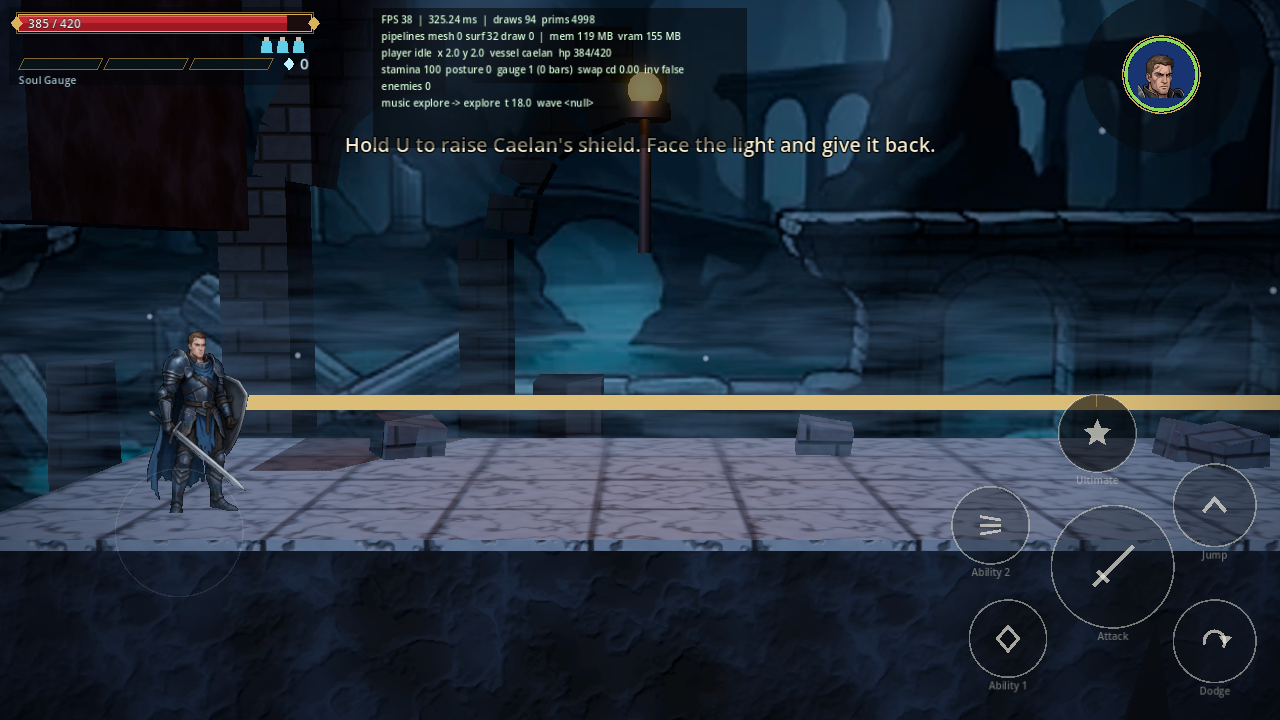 385 / 420
0
Soul Gauge
FPS 38 | 325.24 ms | draws 94 prims 4998
pipelines mesh 0 surf 32 draw 0 | mem 119 MB vram 155 MB
player idle x 2.0 y 2.0 vessel caelan hp 384/420
stamina 100 posture 0 gauge 1 (0 bars) swap cd 0.00 inv false
enemies 0
music explore -> explore t 18.0 wave <null>
Hold U to raise Caelan's shield. Face the light and give it back.
Ultimate
Jump
Ability 2
Attack
Ability 1
Dodge